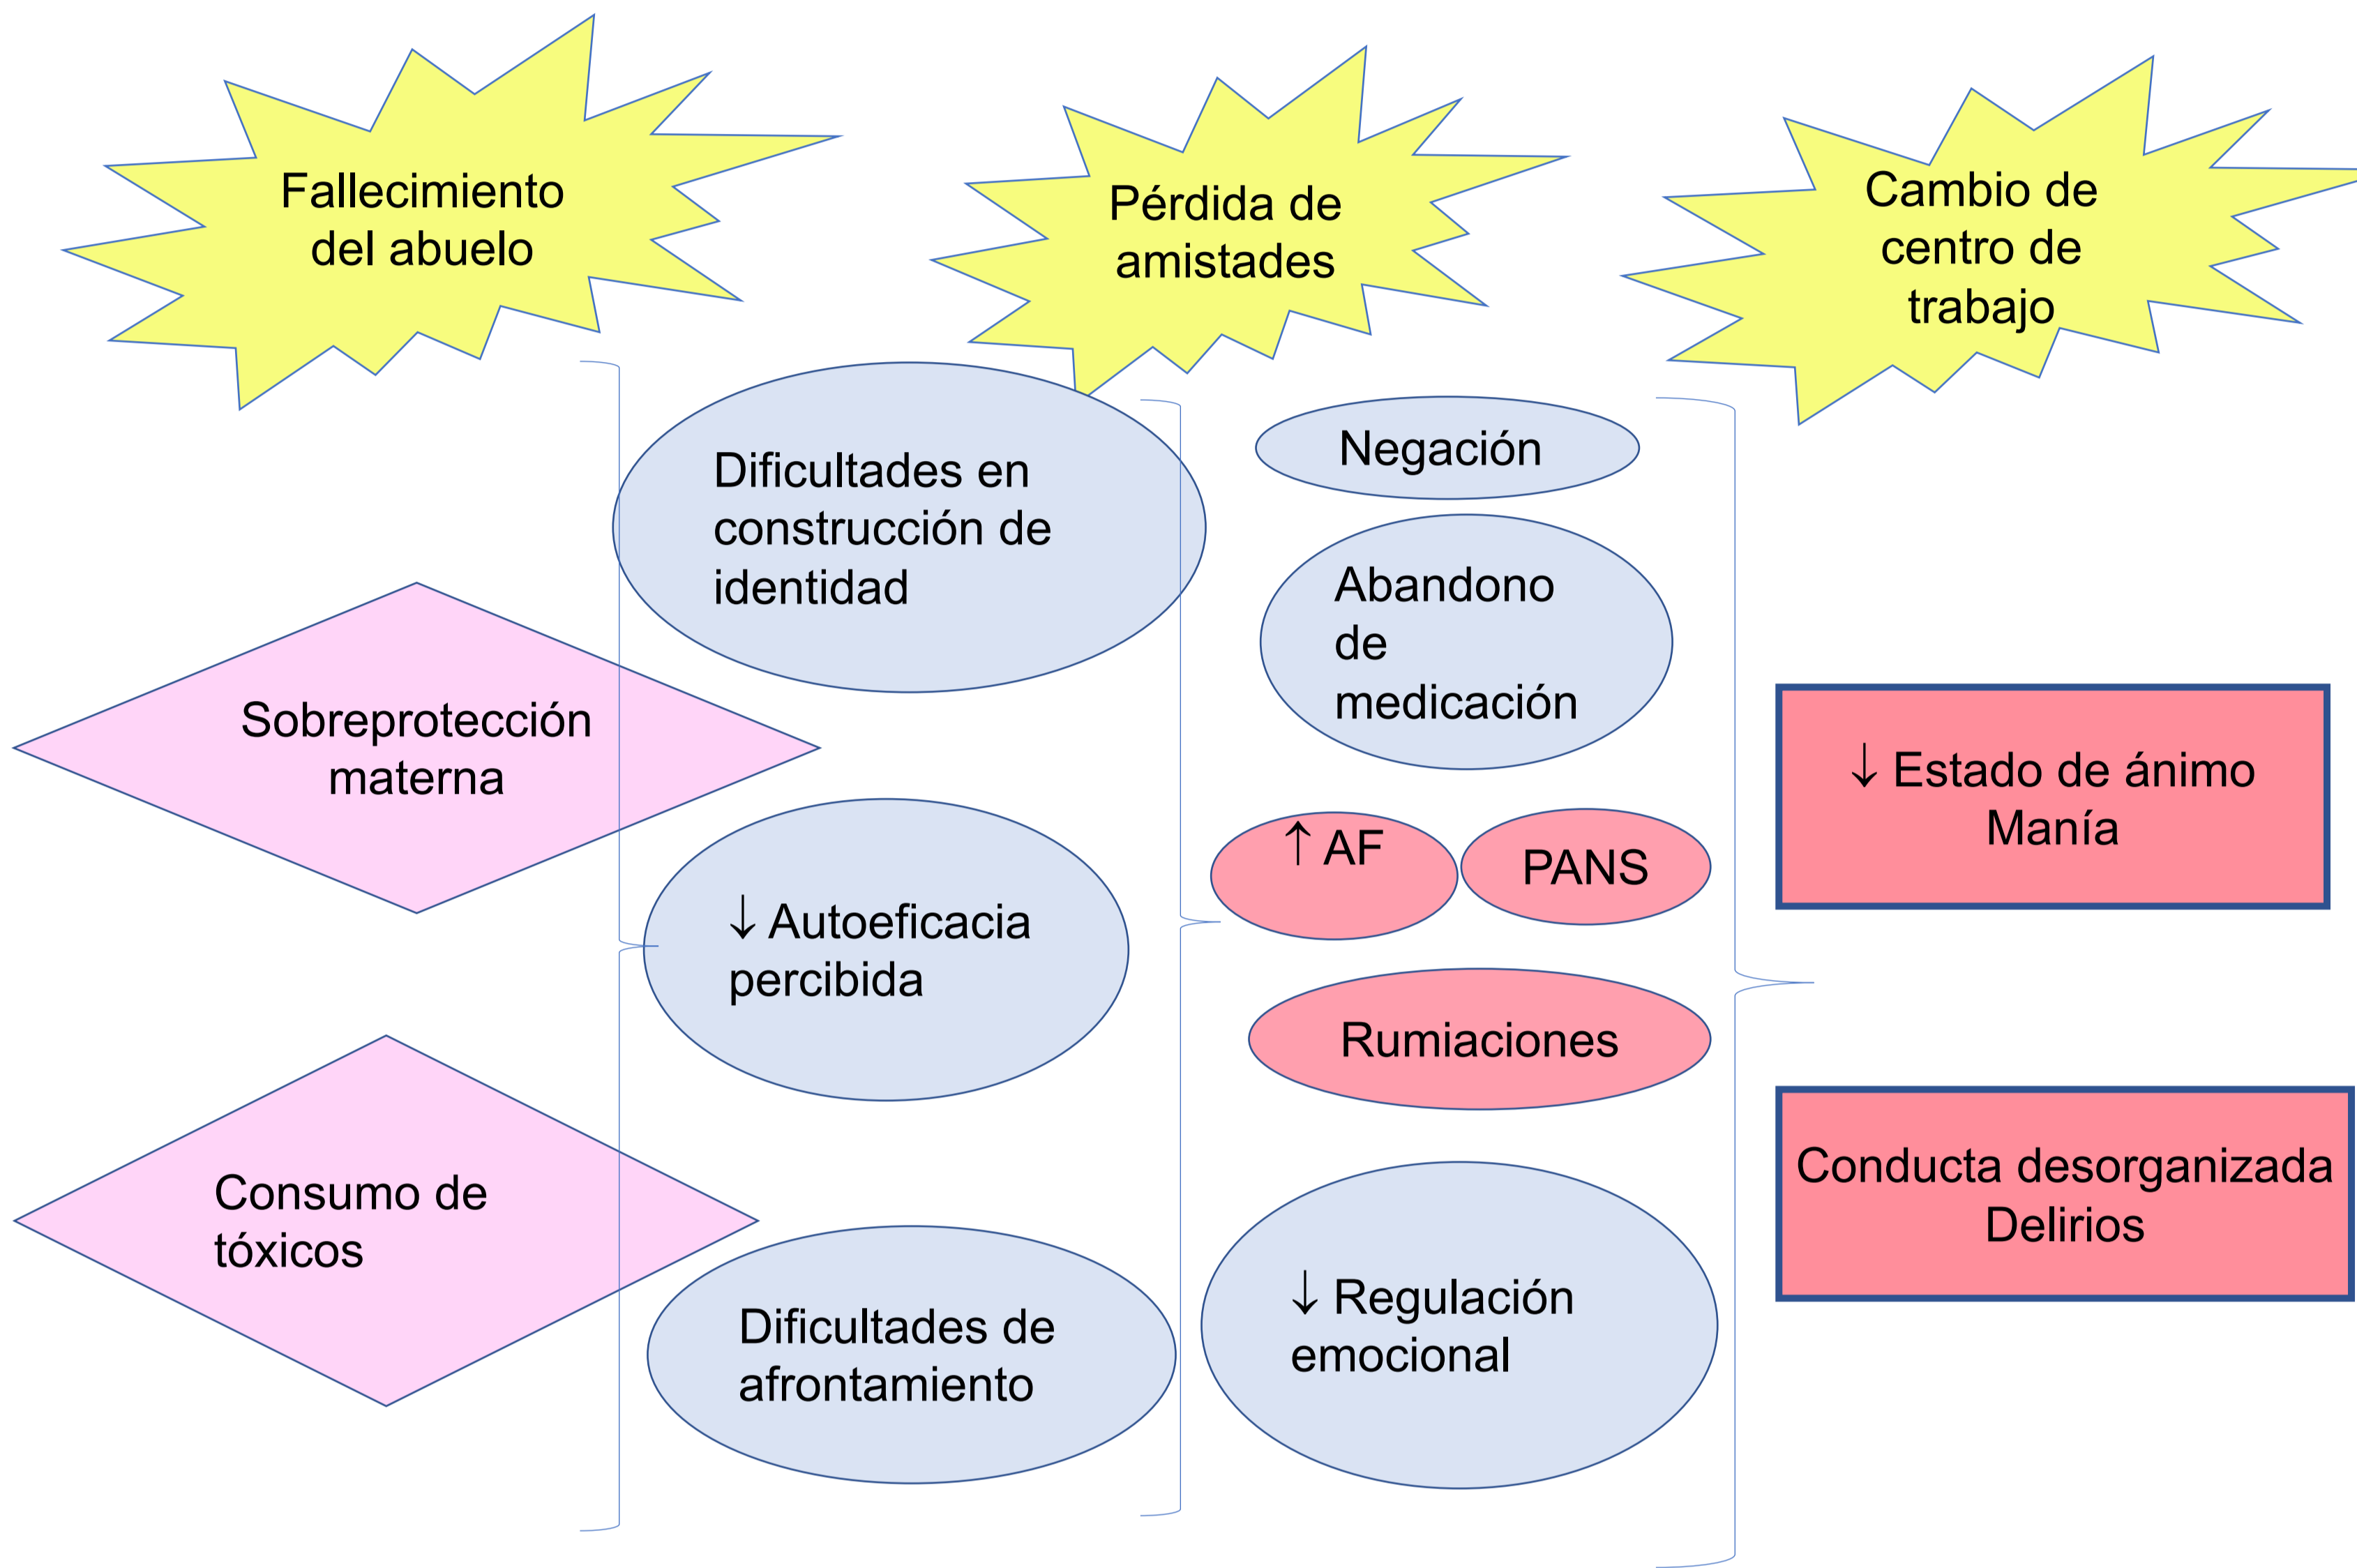 Fallecimiento
del abuelo
Pérdida de
amistades
Cambio de
centro de
trabajo
Sobreprotección
materna
Consumo de
tóxicos
Dificultades en
construcción de
identidad
↓ Autoeficacia
percibida
Dificultades de
afrontamiento
Negación
Abandono
de
medicación
↑ AF
PANS
Rumiaciones
↓ Regulación
emocional
↓ Estado de ánimo
Manía
Conducta desorganizada
Delirios